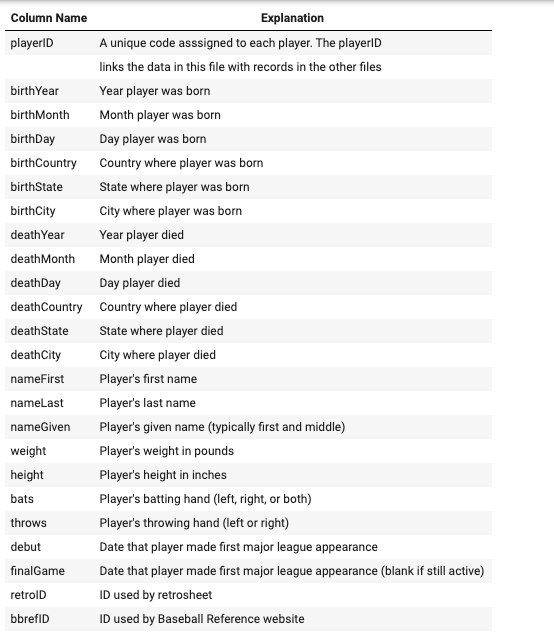 Column Name Explanation
playerID A unique code asssigned to each player. The playerID
links the data in this file with records in the other files
birthYear Year player was born
birthMonth Month player was born
birthDay Day player was born
birthCountry Country where player was born
birthState State where player was born
birthCity City where player was born
deathYear Year player died
deathMonth Month player died
deathDay Day player died
deathCountry Country where player died
deathState State where player died
deathCity City where player died
nameFirst Player's first name
nameLast Player's last name
nameGiven Player's given name (typically first and middle)
weight Player's weight in pounds
height Player's height in inches
bats Player's batting hand (left, right, or both)
throws Player's throwing hand (left or right)
debut Date that player made first major league appearance
finalGame Date that player made first major league appearance (blank if still active)
retroID ID used by retrosheet
bbrefID ID used by Baseball Reference website